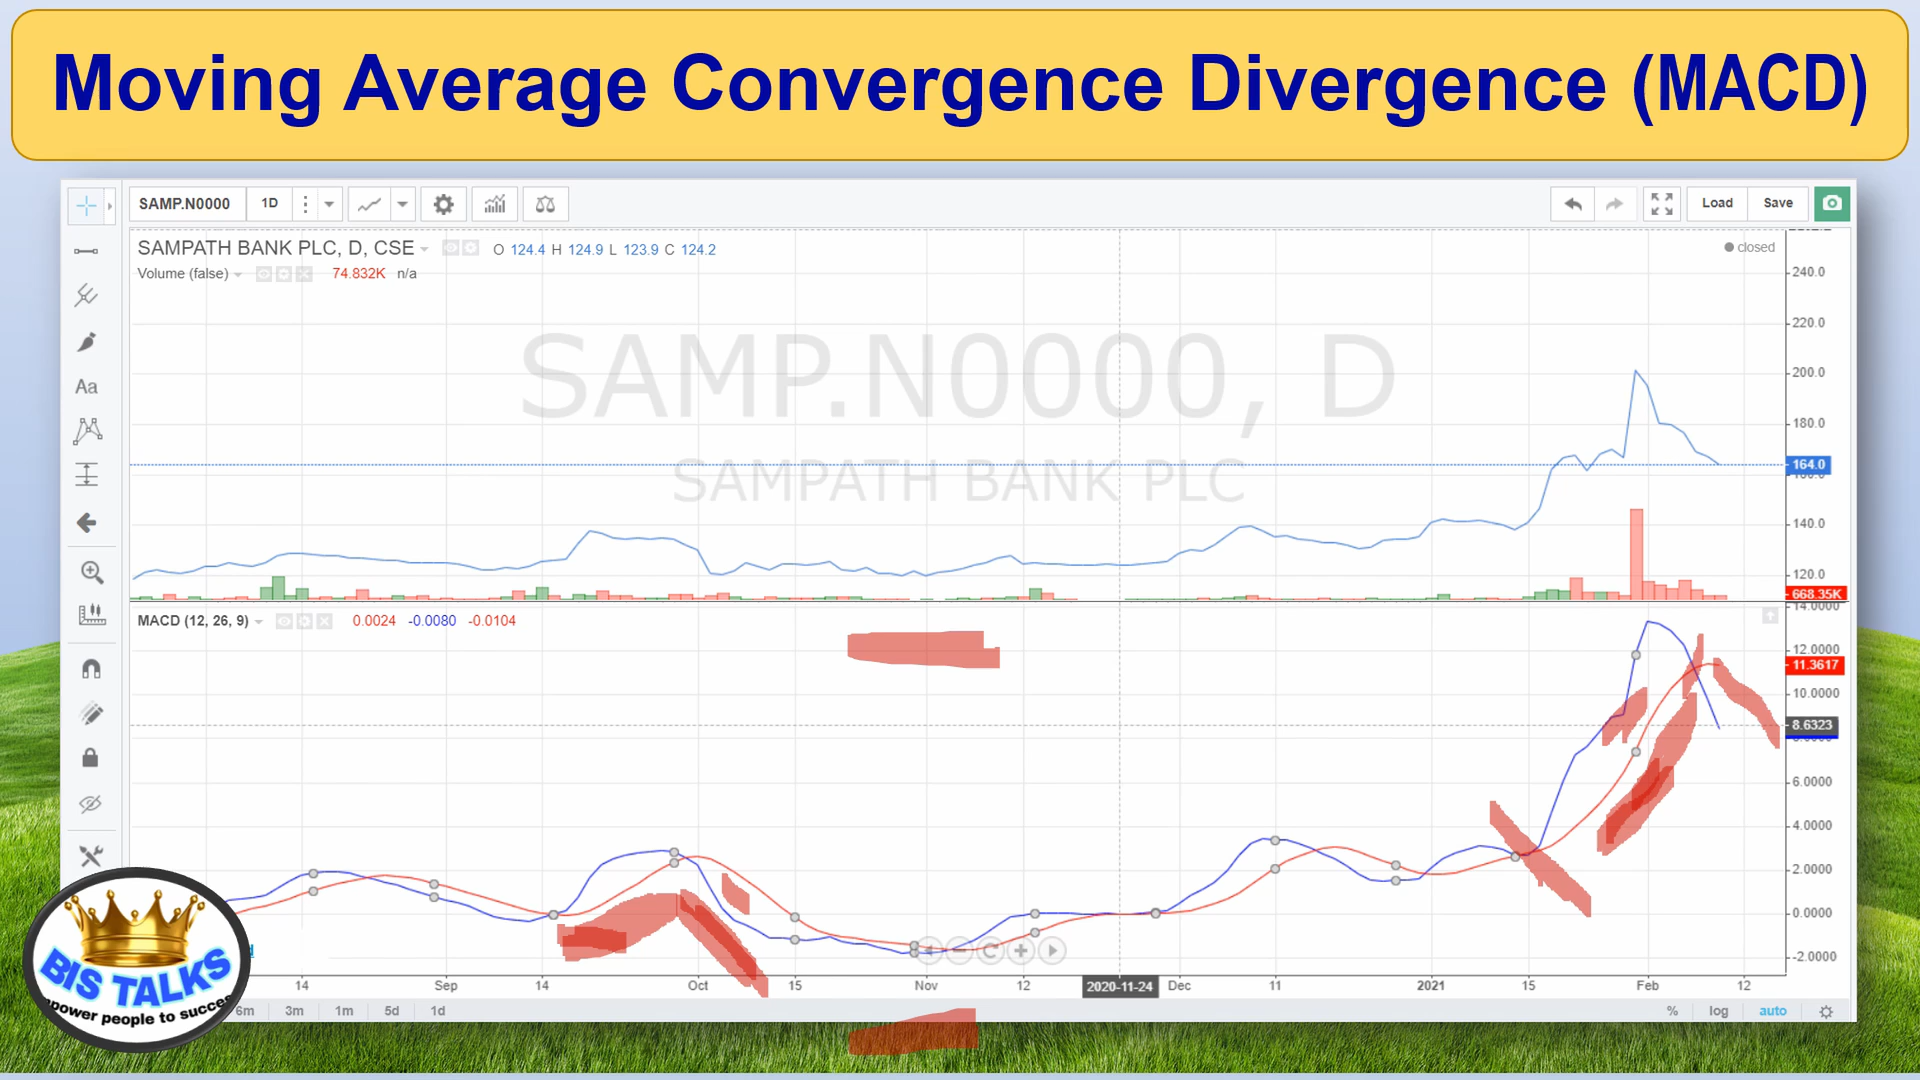 Moving Average Convergence Divergence (MACD)
SAMP.N0000 1D Load Save
SAMPATH BANK PLC, D, CSE O 124.4 H 124.9 L 123.9 C 124.2 closed
Volume (false) 74.832K n/a
240.0
220.0
SAMP.N0000, D
200.0
180.0
SAMPATH BANK PLC
164.0
160.0
140.0
120.0
668.35K
14.0000
MACD (12, 26, 9) 0.0024 -0.0080 -0.0104
12.0000
11.3617
10.0000
8.6323
6.0000
4.0000
2.0000
0.0000
-2.0000
14 Sep 14 Oct 15 Nov 12 2020-11-24 Dec 11 2021 15 Feb 12
6m 3m 1m 5d 1d % log auto
Aa
BIS TALKS
power people to succe